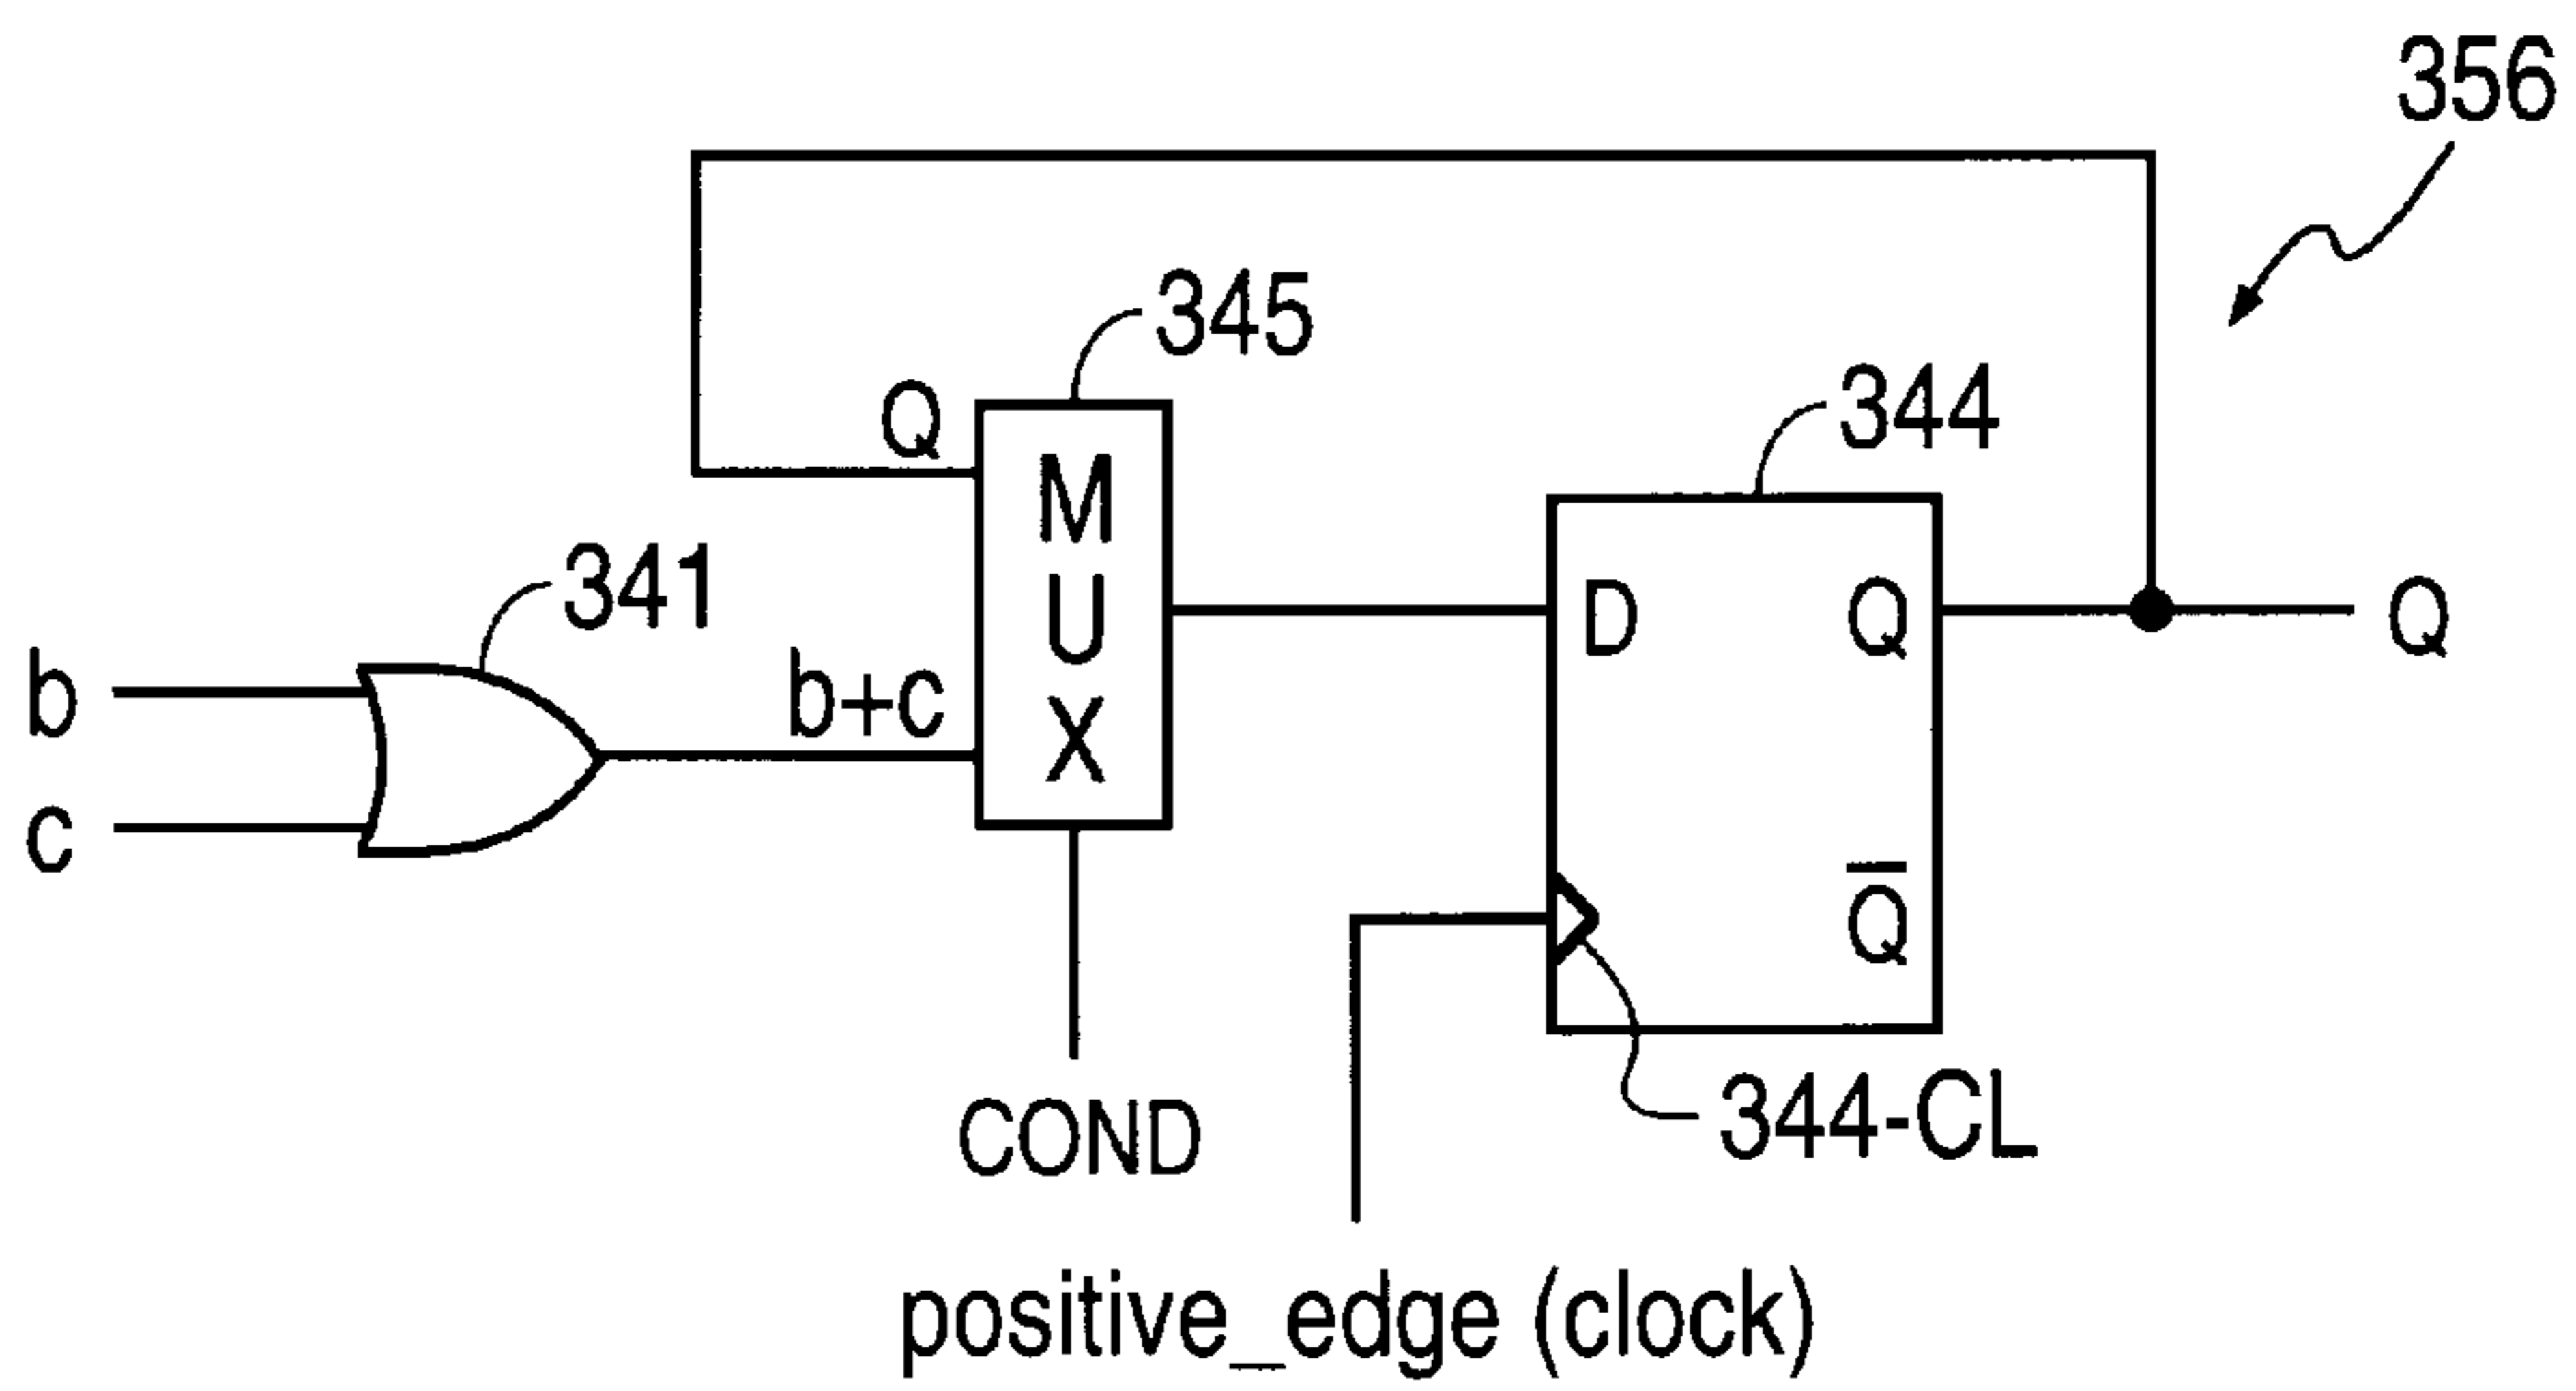 356
345
Q
344
341
M
U
X
D
Q
Q
b
b+c
c
Q̅
COND
344-CL
positive_edge (clock)